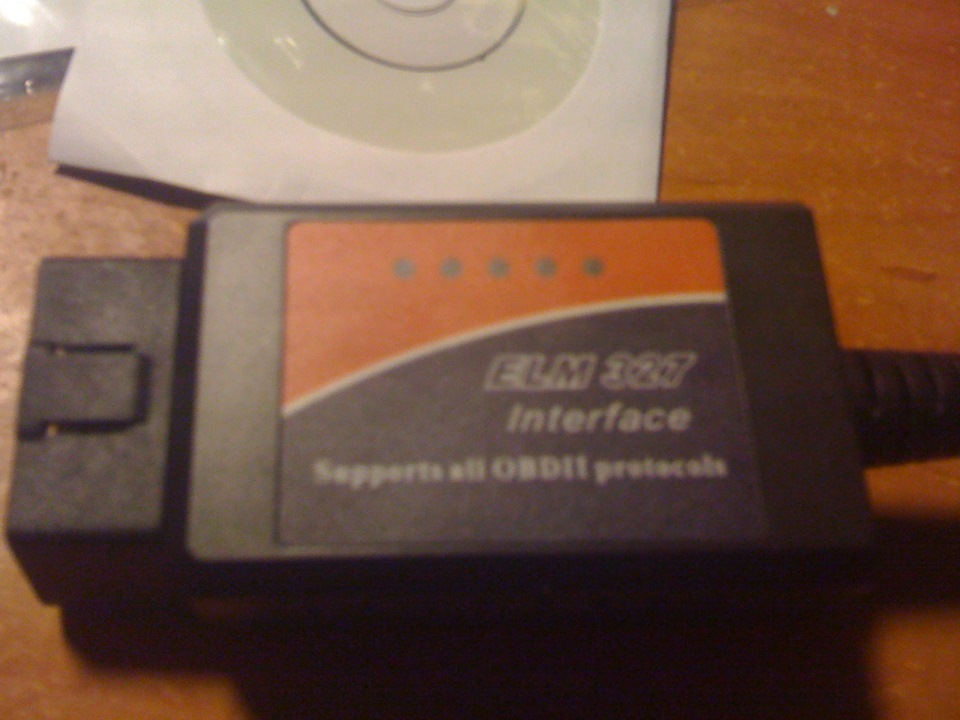 ELM 327
Interface
Supports all OBDII protocols